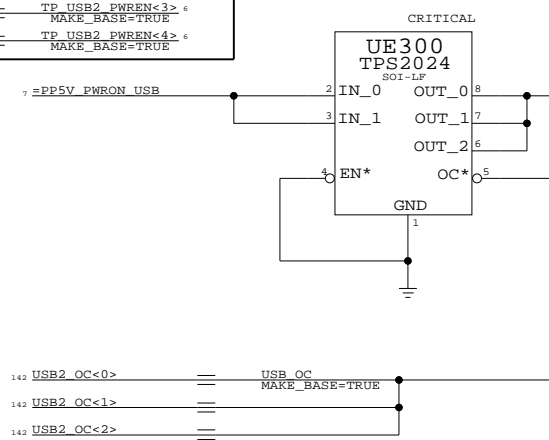 TP_USB2_PWREN<3> 6
MAKE_BASE=TRUE
TP_USB2_PWREN<4> 6
MAKE_BASE=TRUE
CRITICAL
UE300
TPS2024
SOI-LF
7 =PP5V_PWRON_USB
2 IN_0 OUT_0 8
3 IN_1 OUT_1 7
OUT_2 6
4 EN* OC* 5
GND
1
142 USB2_OC<0> USB_OC
MAKE_BASE=TRUE
142 USB2_OC<1>
142 USB2_OC<2>